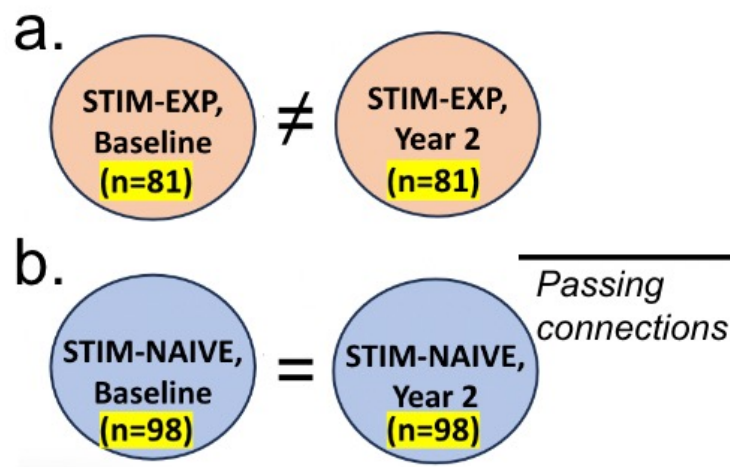 a.
STIM-EXP,
Baseline
(n=81)
≠
STIM-EXP,
Year 2
(n=81)
b.
STIM-NAIVE,
Baseline
(n=98)
=
STIM-NAIVE,
Year 2
(n=98)
Passing
connections